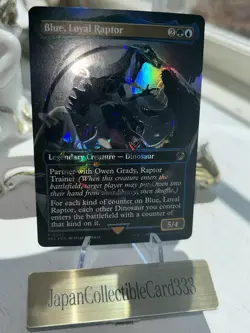 Blue, Loyal Raptor 2
Legendary Creature — Dinosaur
Partner with Owen Grady, Raptor
Trainer (When this creature enters the
battlefield, target player may put Owen into
their hand from their library, then shuffle.)
For each kind of counter on Blue, Loyal
Raptor, each other Dinosaur you control
enters the battlefield with a counter of
that kind on it.
5/4
JapanCollectibleCard333